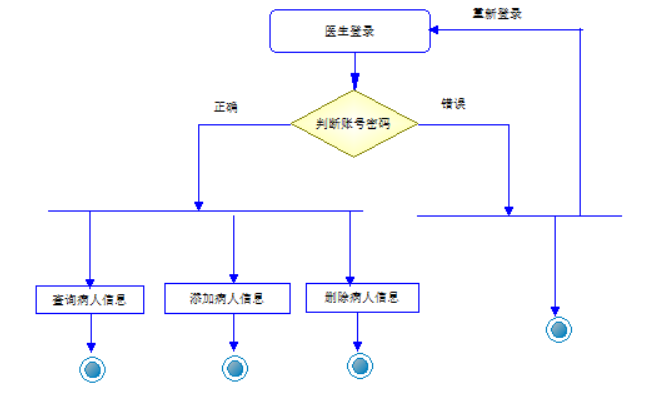 重新登录
医生登录
正确
错误
判断账号密码
查询病人信息
添加病人信息
删除病人信息